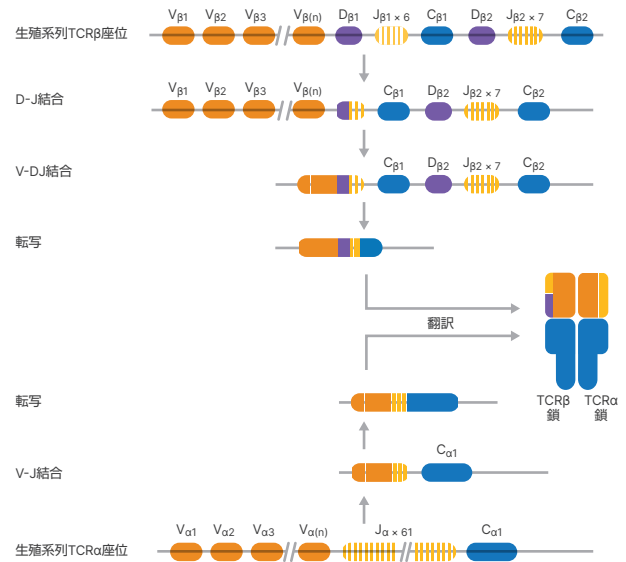 Vβ1 Vβ2 Vβ3 Vβ(n) Dβ1 Jβ1 × 6 Cβ1 Dβ2 Jβ2 × 7 Cβ2
生殖系列TCRβ座位
D-J結合
Vβ1 Vβ2 Vβ3 Vβ(n) Cβ1 Dβ2 Jβ2 × 7 Cβ2
V-DJ結合
Cβ1 Dβ2 Jβ2 × 7 Cβ2
転写
翻訳
転写
TCRβ
鎖
TCRα
鎖
V-J結合
Cα1
Vα1 Vα2 Vα3 Vα(n) Jα × 61 Cα1
生殖系列TCRα座位